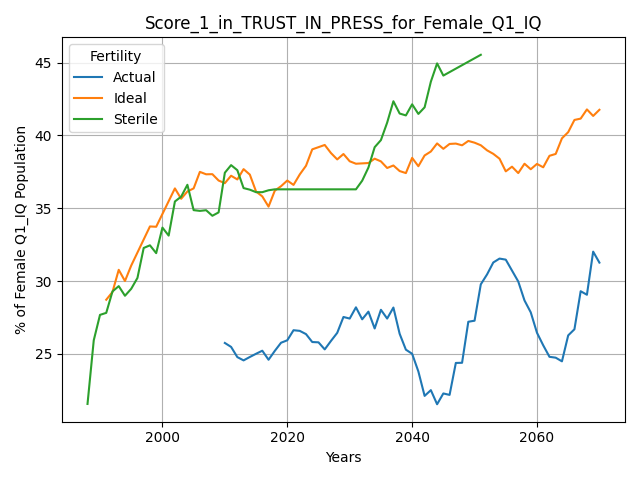 Score_1_in_TRUST_IN_PRESS_for_Female_Q1_IQ
Fertility
Actual
Ideal
Sterile
% of Female Q1_IQ Population
45
40
35
30
25
2000
2020
2040
2060
Years